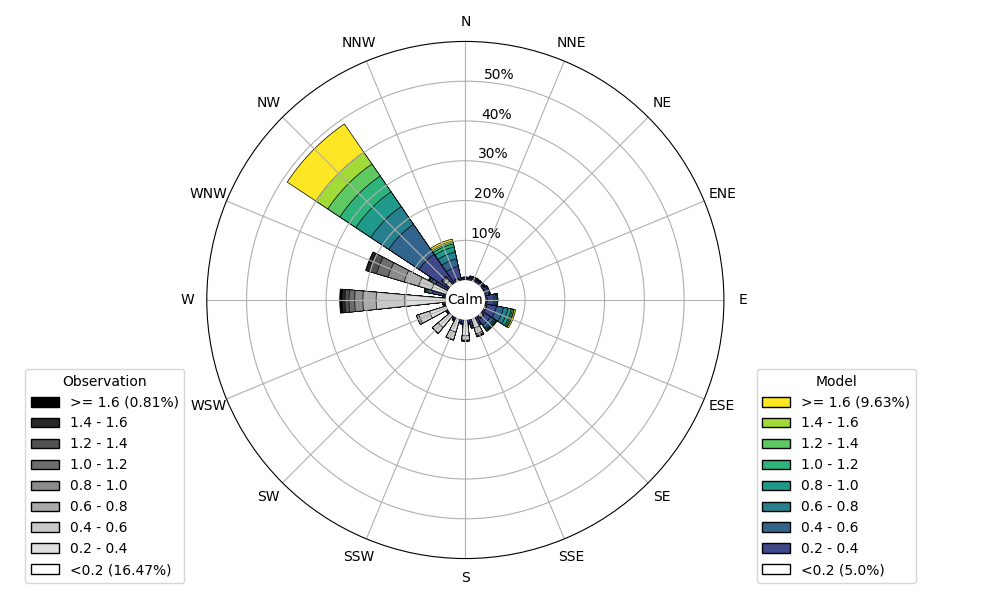 N
NNW
NNE
50%
NW
NE
40%
30%
WNW
ENE
20%
10%
W
Calm
E
WSW
ESE
SW
SE
SSW
SSE
S
Observation
>= 1.6 (0.81%)
1.4 - 1.6
1.2 - 1.4
1.0 - 1.2
0.8 - 1.0
0.6 - 0.8
0.4 - 0.6
0.2 - 0.4
<0.2 (16.47%)
Model
>= 1.6 (9.63%)
1.4 - 1.6
1.2 - 1.4
1.0 - 1.2
0.8 - 1.0
0.6 - 0.8
0.4 - 0.6
0.2 - 0.4
<0.2 (5.0%)